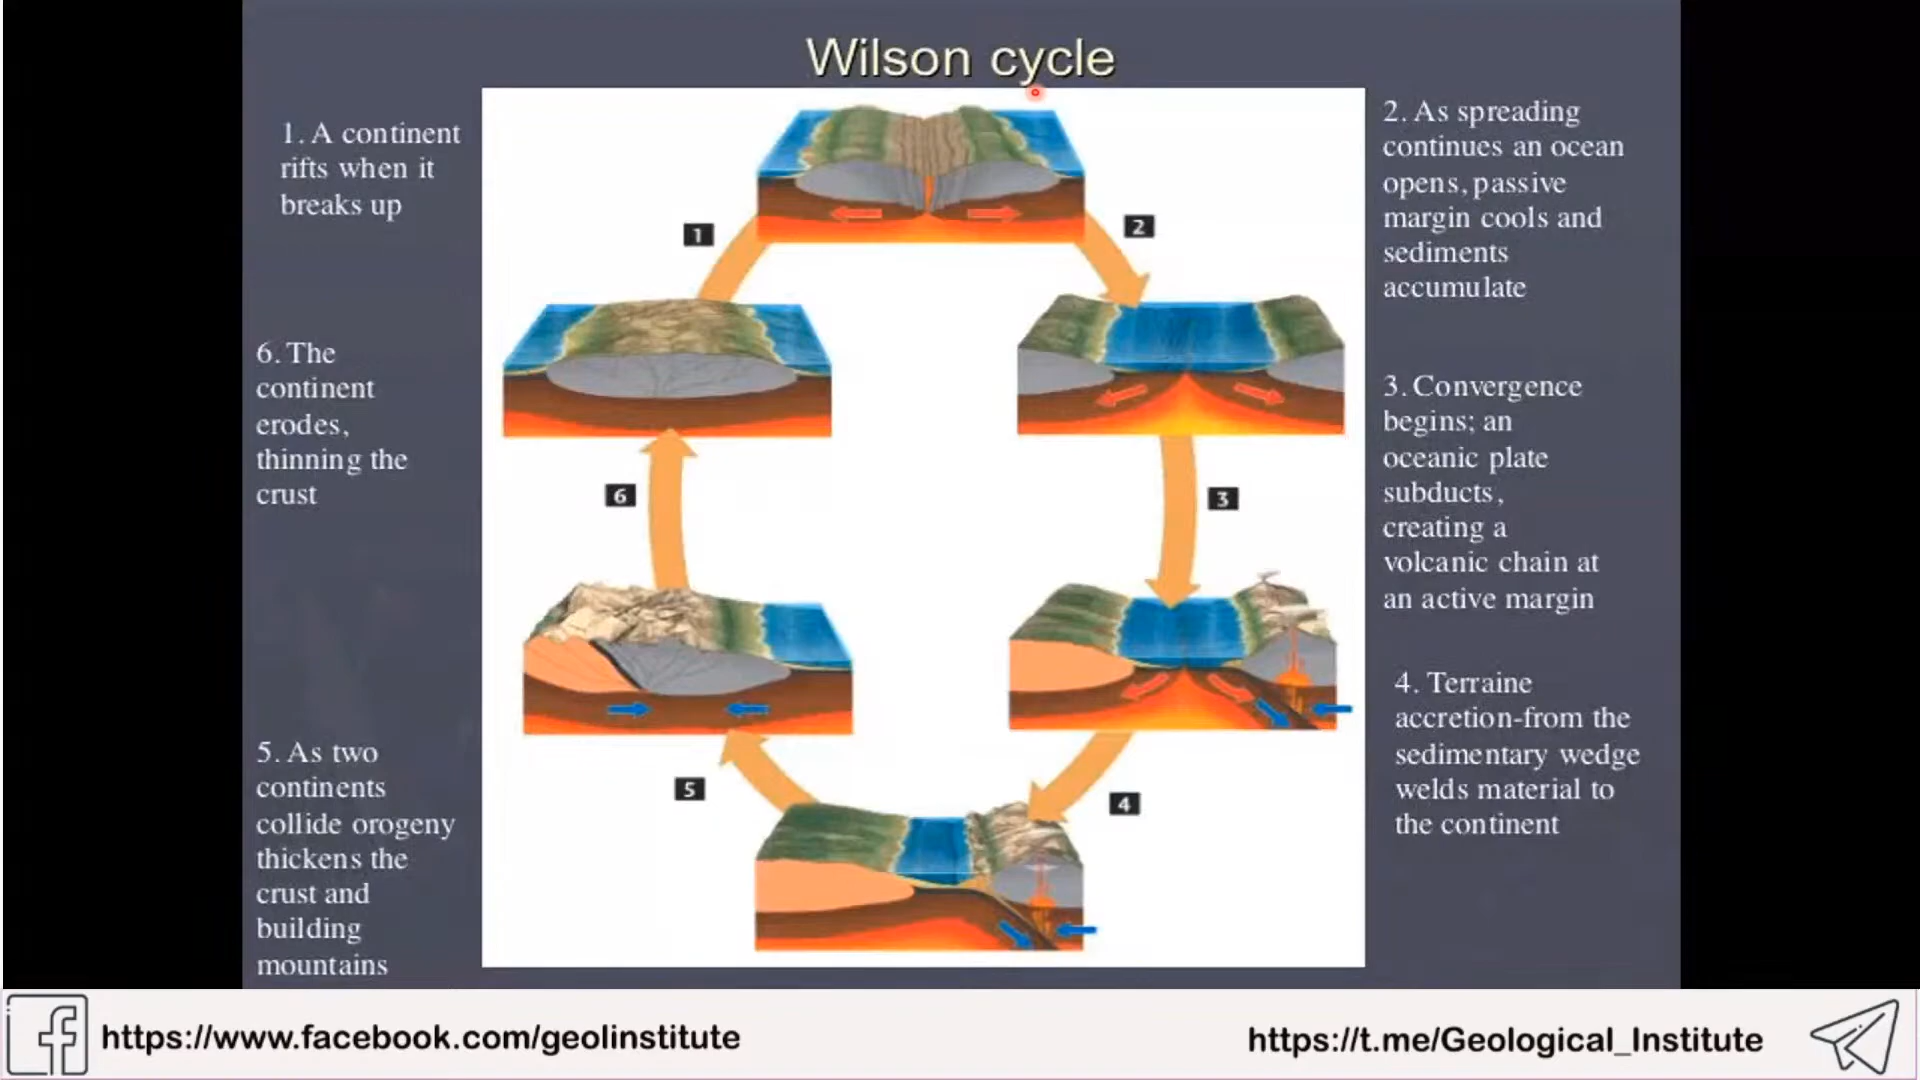 Wilson cycle
1. A continent
rifts when it
breaks up
2. As spreading
continues an ocean
opens, passive
margin cools and
sediments
accumulate
3. Convergence
begins; an
oceanic plate
subducts,
creating a
volcanic chain at
an active margin
4. Terraine
accretion-from the
sedimentary wedge
welds material to
the continent
5. As two
continents
collide orogeny
thickens the
crust and
building
mountains
6. The
continent
erodes,
thinning the
crust
1
2
3
4
5
6
https://www.facebook.com/geolinstitute
https://t.me/Geological_Institute